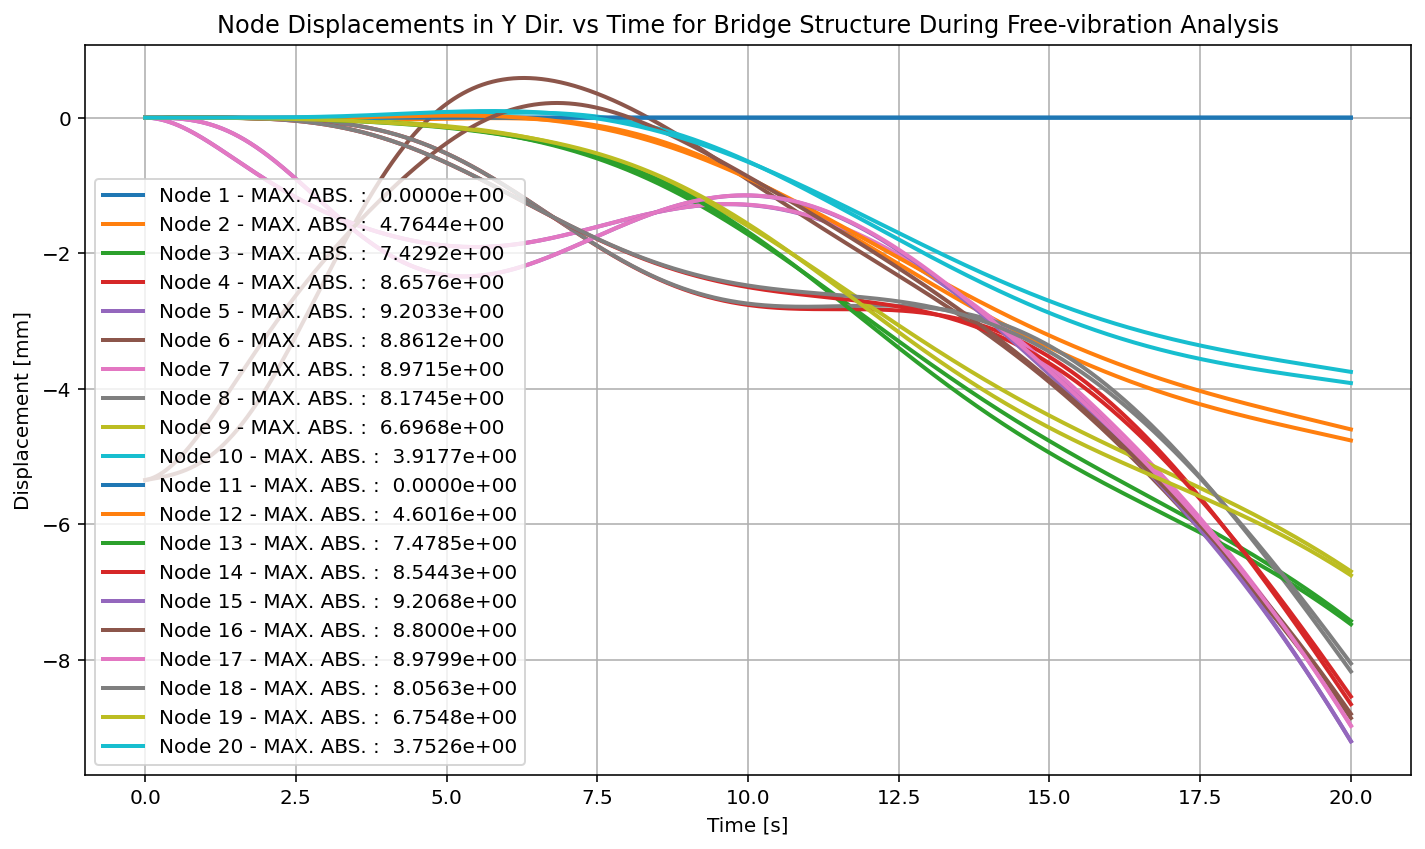 Node Displacements in Y Dir. vs Time for Bridge Structure During Free-vibration Analysis
Displacement [mm]
0
−2
−4
−6
−8
Node 1 - MAX. ABS. : 0.0000e+00
Node 2 - MAX. ABS. : 4.7644e+00
Node 3 - MAX. ABS. : 7.4292e+00
Node 4 - MAX. ABS. : 8.6576e+00
Node 5 - MAX. ABS. : 9.2033e+00
Node 6 - MAX. ABS. : 8.8612e+00
Node 7 - MAX. ABS. : 8.9715e+00
Node 8 - MAX. ABS. : 8.1745e+00
Node 9 - MAX. ABS. : 6.6968e+00
Node 10 - MAX. ABS. : 3.9177e+00
Node 11 - MAX. ABS. : 0.0000e+00
Node 12 - MAX. ABS. : 4.6016e+00
Node 13 - MAX. ABS. : 7.4785e+00
Node 14 - MAX. ABS. : 8.5443e+00
Node 15 - MAX. ABS. : 9.2068e+00
Node 16 - MAX. ABS. : 8.8000e+00
Node 17 - MAX. ABS. : 8.9799e+00
Node 18 - MAX. ABS. : 8.0563e+00
Node 19 - MAX. ABS. : 6.7548e+00
Node 20 - MAX. ABS. : 3.7526e+00
0.0 2.5 5.0 7.5 10.0 12.5 15.0 17.5 20.0
Time [s]